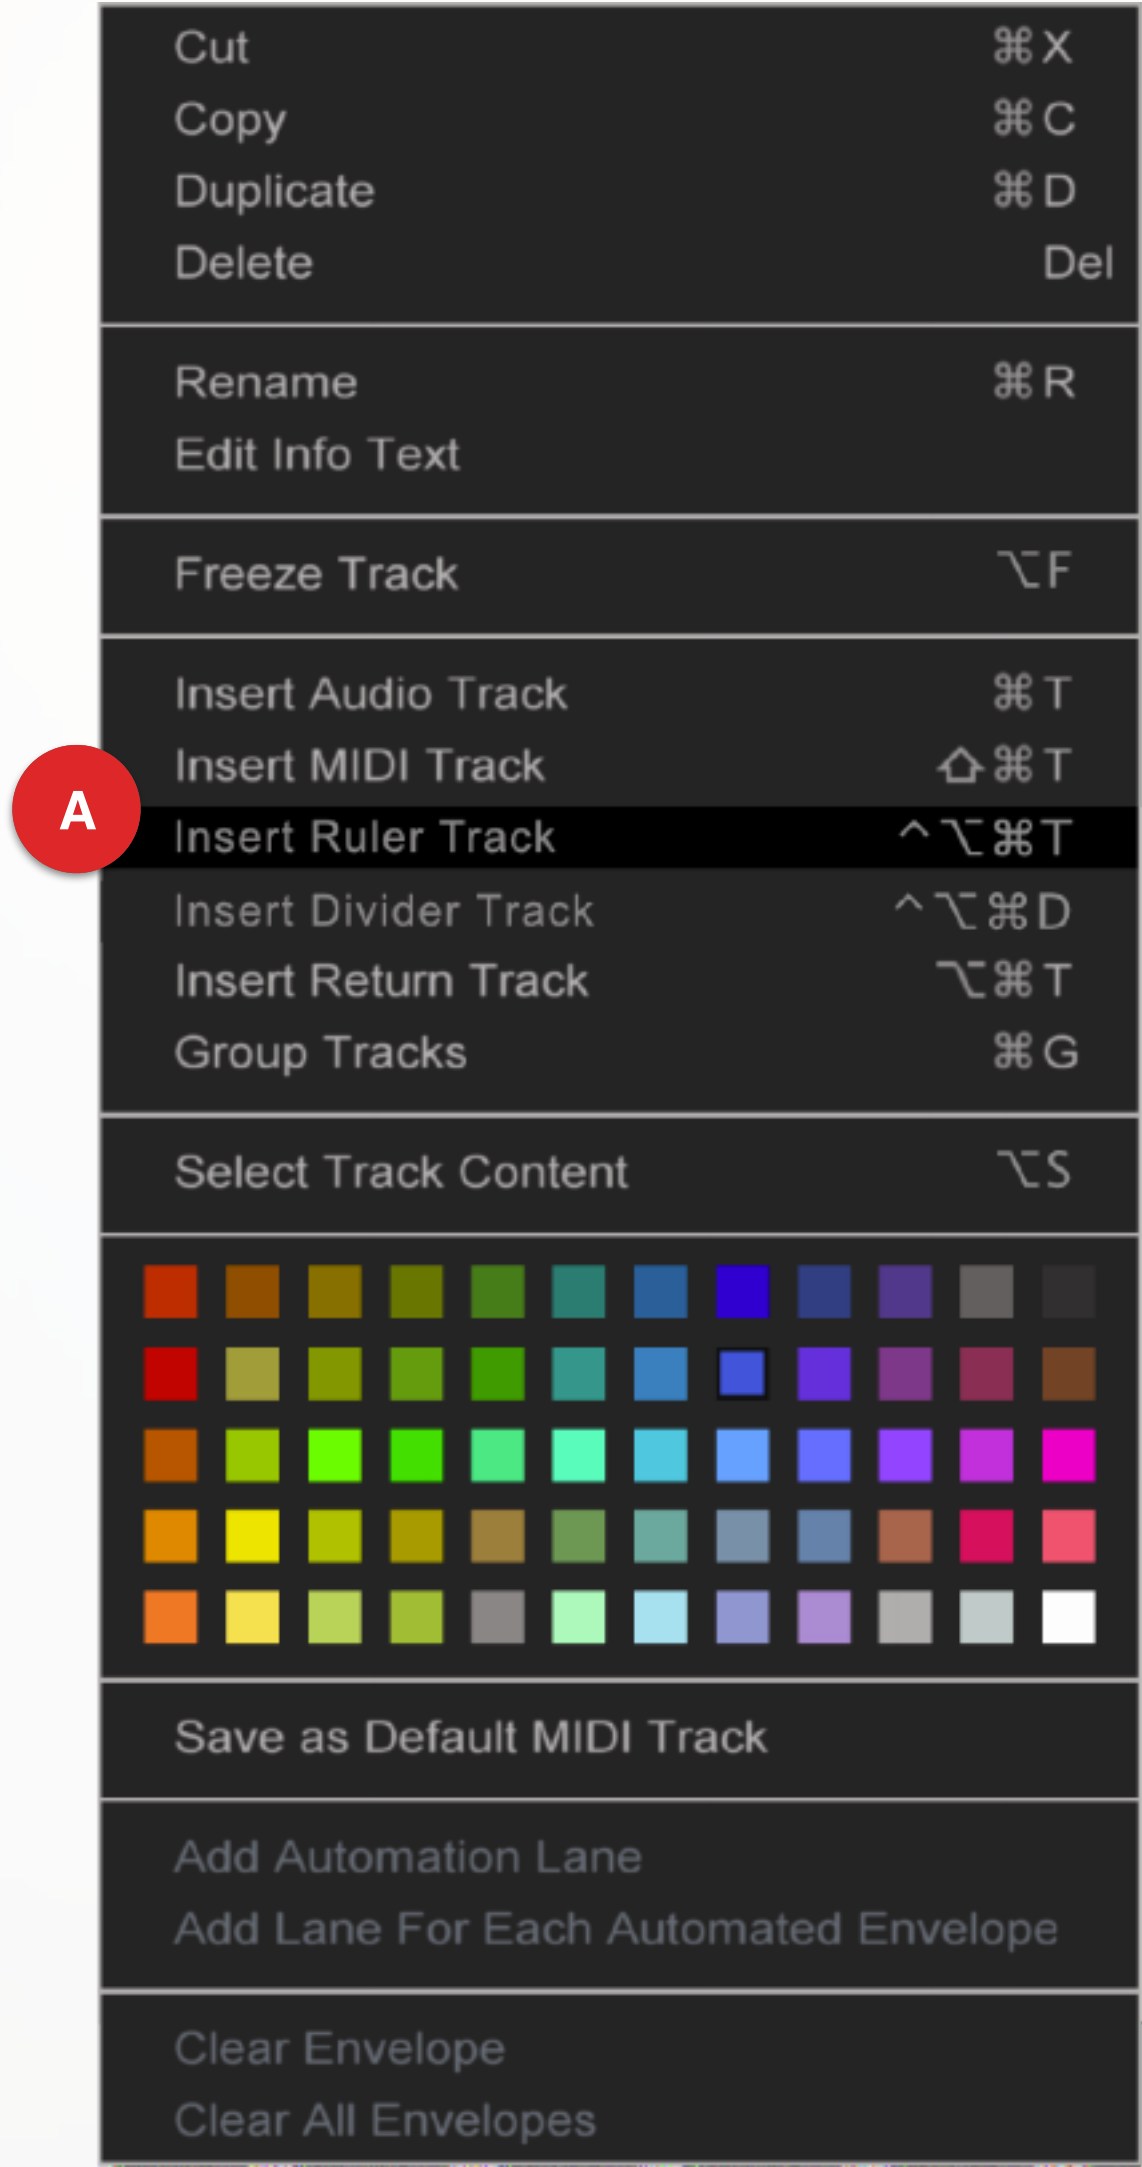 Cut ⌘X
Copy ⌘C
Duplicate ⌘D
Delete Del
Rename ⌘R
Edit Info Text
Freeze Track ⌥F
Insert Audio Track ⌘T
Insert MIDI Track ⇧⌘T
A
Insert Ruler Track ^⌥⌘T
Insert Divider Track ^⌥⌘D
Insert Return Track ⌥⌘T
Group Tracks ⌘G
Select Track Content ⌥S
Save as Default MIDI Track
Add Automation Lane
Add Lane For Each Automated Envelope
Clear Envelope
Clear All Envelopes